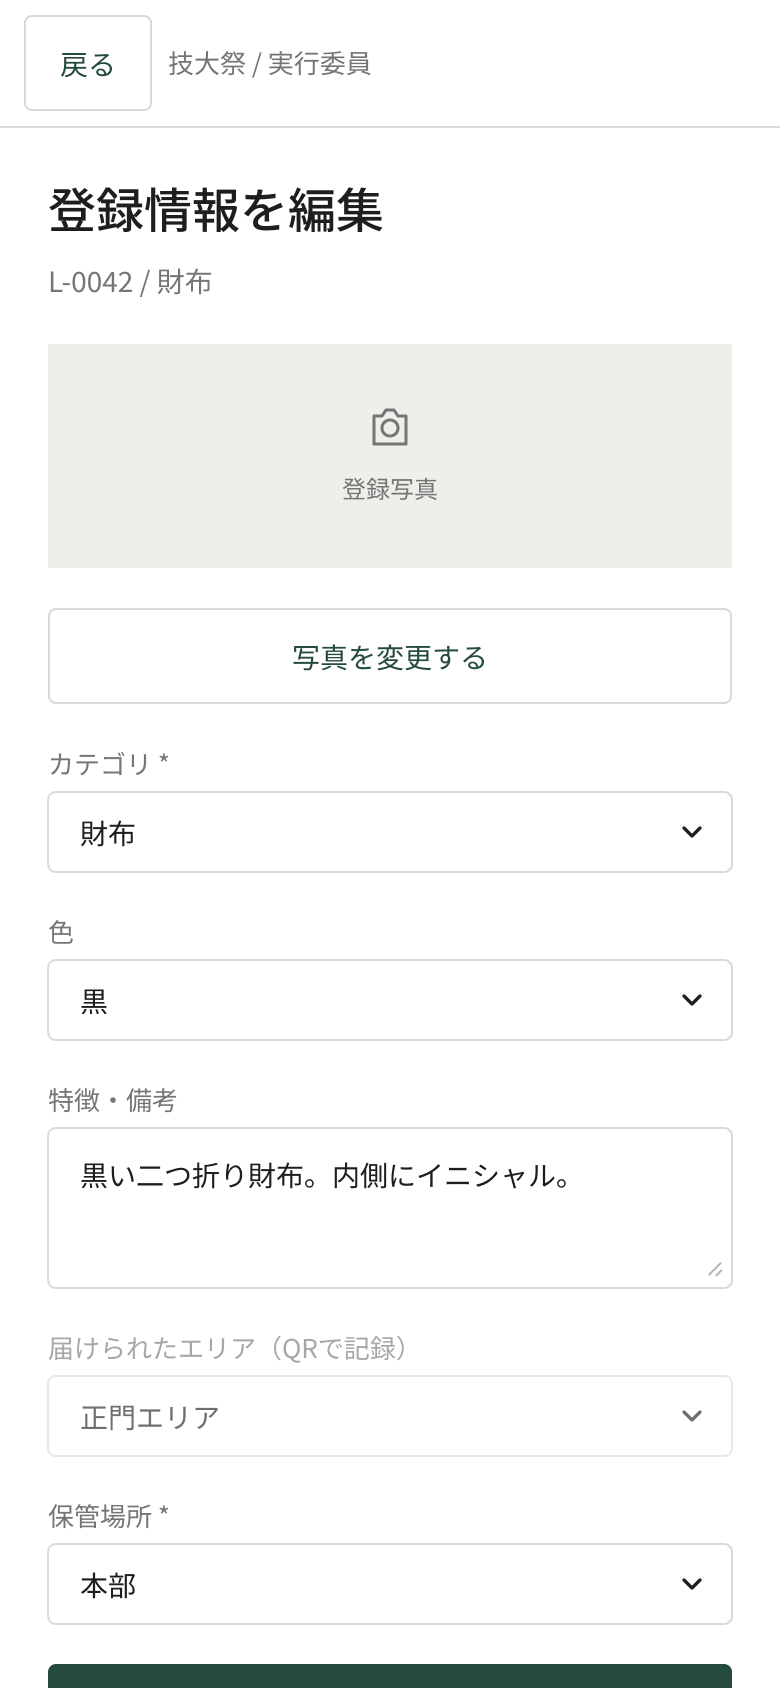 戻る
技大祭 / 実行委員
登録情報を編集
L-0042 / 財布
登録写真
写真を変更する
カテゴリ *
財布
色
黒
特徴・備考
黒い二つ折り財布。内側にイニシャル。
届けられたエリア（QRで記録）
正門エリア
保管場所 *
本部